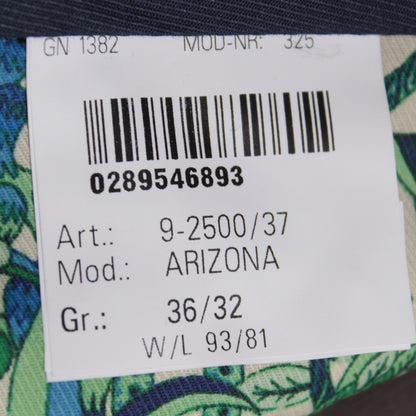 GN 1382 MOD-NR: 325
0289546893
Art.: 9-2500/37
Mod.: ARIZONA
Gr.: 36/32
W/L 93/81